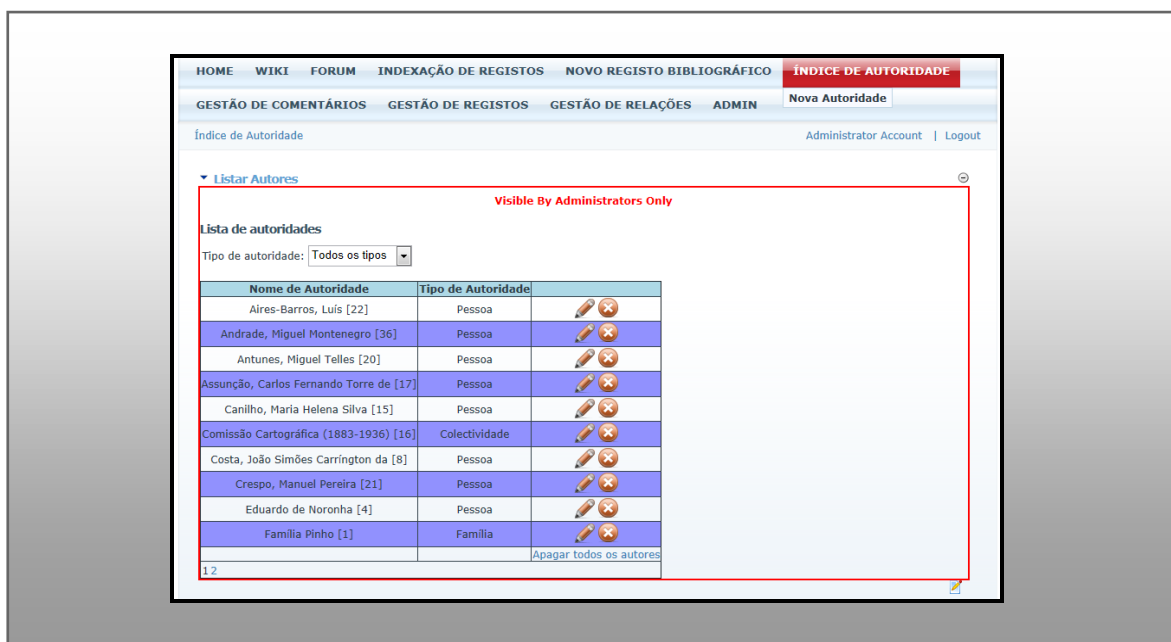 HOME WIKI FORUM INDEXAÇÃO DE REGISTOS NOVO REGISTO BIBLIOGRÁFICO ÍNDICE DE AUTORIDADE
Nova Autoridade
GESTÃO DE COMENTÁRIOS GESTÃO DE REGISTOS GESTÃO DE RELAÇÕES ADMIN
Índice de Autoridade Administrator Account | Logout
Listar Autores
Visible By Administrators Only
Lista de autoridades
Tipo de autoridade: Todos os tipos
Nome de Autoridade Tipo de Autoridade
Aires-Barros, Luís [22] Pessoa
Andrade, Miguel Montenegro [36] Pessoa
Antunes, Miguel Telles [20] Pessoa
Assunção, Carlos Fernando Torre de [17] Pessoa
Canilho, Maria Helena Silva [15] Pessoa
Comissão Cartográfica (1883-1936) [16] Colectividade
Costa, João Simões Carríngton da [8] Pessoa
Crespo, Manuel Pereira [21] Pessoa
Eduardo de Noronha [4] Pessoa
Família Pinho [1] Família
Apagar todos os autores
1 2